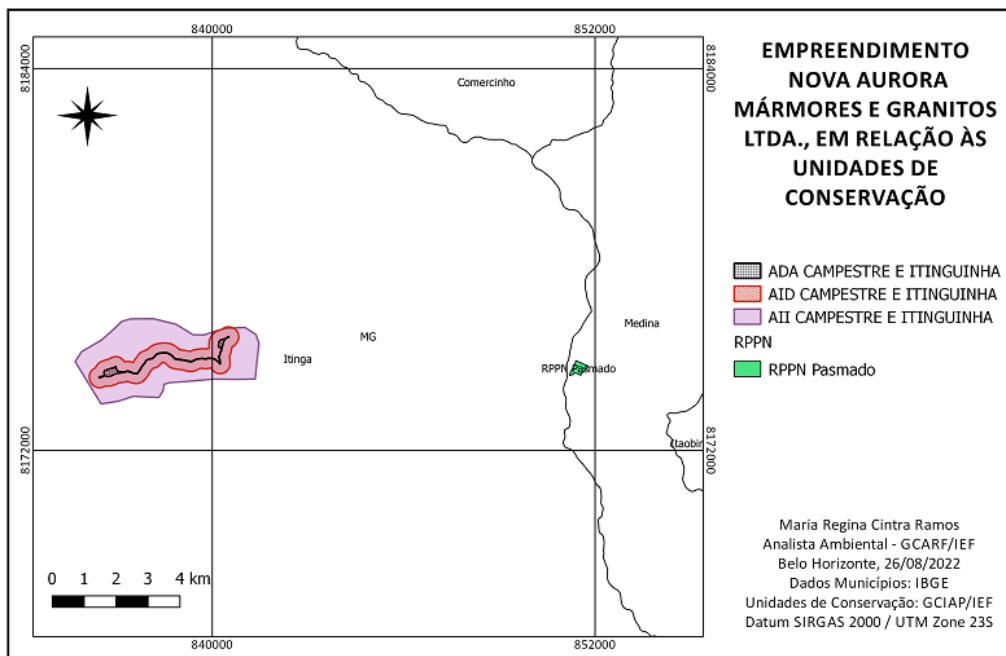 840000
852000
8184000
8184000
Comercinho
MG
Medina
Itinga
RPPN Pasmado
Itaobim
8172000
8172000
0 1 2 3 4 km
840000
852000
EMPREENDIMENTO
NOVA AURORA
MÁRMORES E GRANITOS
LTDA., EM RELAÇÃO ÀS
UNIDADES DE
CONSERVAÇÃO
ADA CAMPESTRE E ITINGUINHA
AID CAMPESTRE E ITINGUINHA
AII CAMPESTRE E ITINGUINHA
RPPN
RPPN Pasmado
Maria Regina Cintra Ramos
Analista Ambiental - GCARF/IEF
Belo Horizonte, 26/08/2022
Dados Municípios: IBGE
Unidades de Conservação: GCIAP/IEF
Datum SIRGAS 2000 / UTM Zone 23S